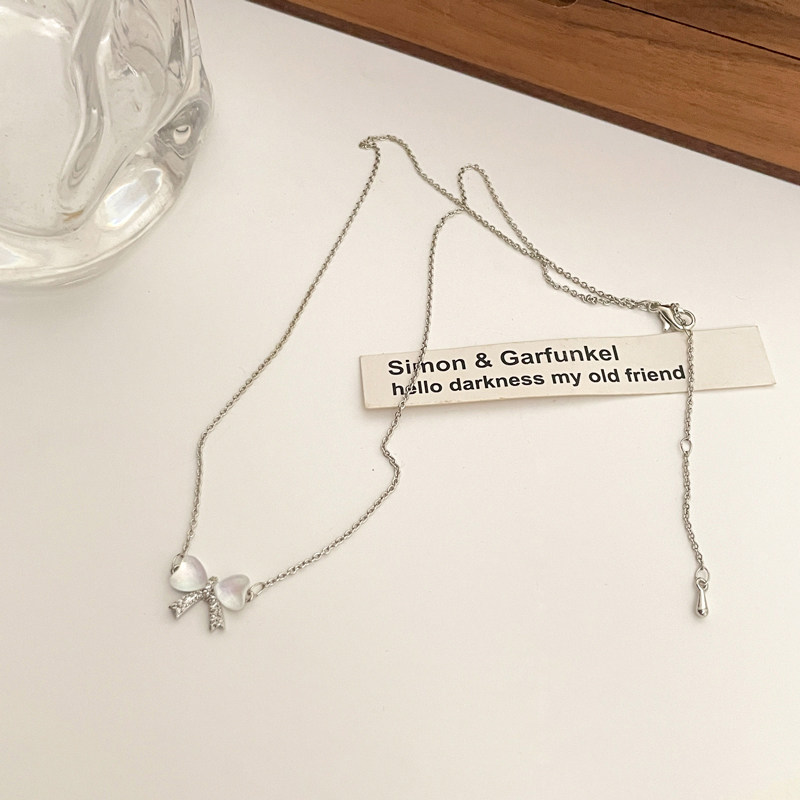 Simon & Garfunkel
hello darkness my old friend